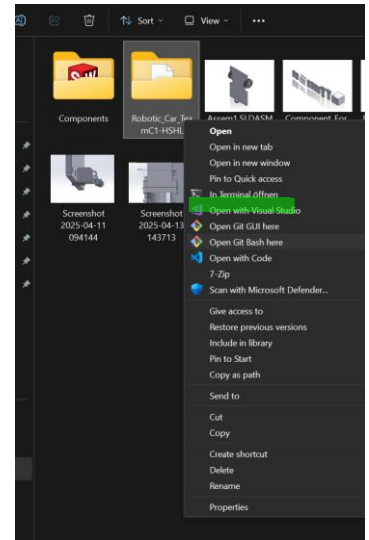 Sort
View
Components
Robotic_Car_Tea
mC1-HSHL
Assem1.SLDASM
Component_For
Screenshot
2025-04-11
094144
Screenshot
2025-04-13
143713
Open
Open in new tab
Open in new window
Pin to Quick access
In Terminal öffnen
Open with Visual Studio
Open Git GUI here
Open Git Bash here
Open with Code
7-Zip
Scan with Microsoft Defender...
Give access to
Restore previous versions
Include in library
Pin to Start
Copy as path
Send to
Cut
Copy
Create shortcut
Delete
Rename
Properties